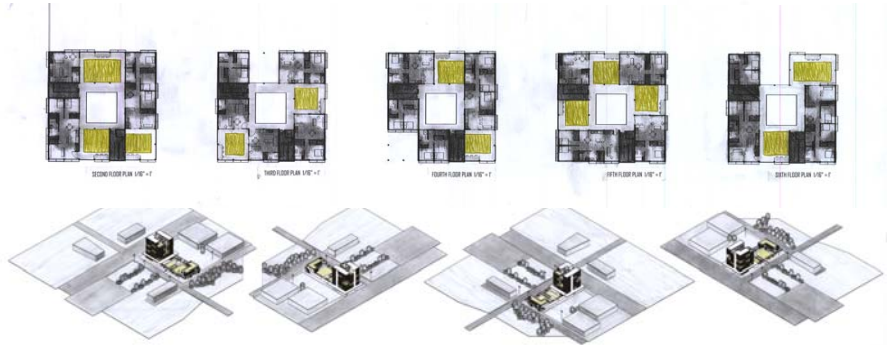 SECOND FLOOR PLAN 1/16" = 1'
THIRD FLOOR PLAN 1/16" = 1'
FOURTH FLOOR PLAN 1/16" = 1'
FIFTH FLOOR PLAN 1/16" = 1'
SIXTH FLOOR PLAN 1/16" = 1'